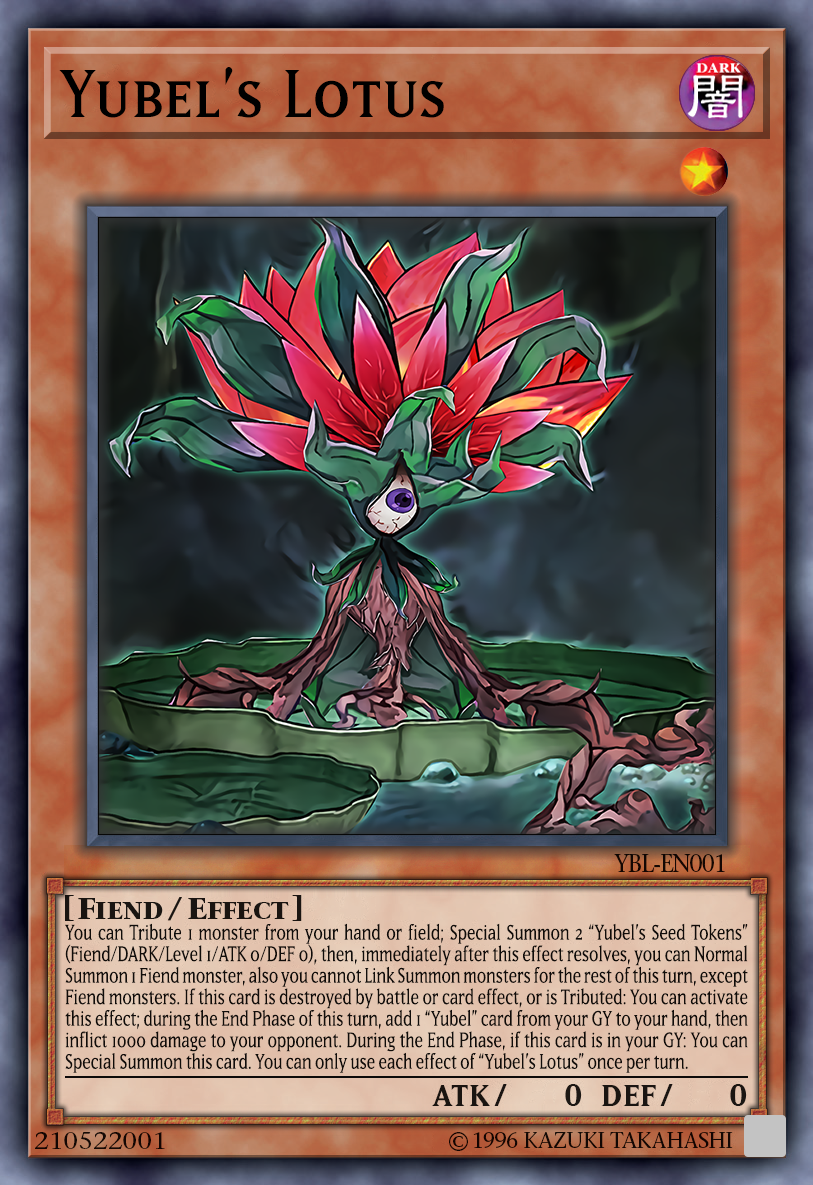 YUBEL'S LOTUS
DARK
闇
YBL-EN001
[FIEND / EFFECT]
You can Tribute 1 monster from your hand or field; Special Summon 2 “Yubel's Seed Tokens”
(Fiend/DARK/Level 1/ATK 0/DEF 0), then, immediately after this effect resolves, you can Normal
Summon 1 Fiend monster, also you cannot Link Summon monsters for the rest of this turn, except
Fiend monsters. If this card is destroyed by battle or card effect, or is Tributed: You can activate
this effect; during the End Phase of this turn, add 1 “Yubel” card from your GY to your hand, then
inflict 1000 damage to your opponent. During the End Phase, if this card is in your GY: You can
Special Summon this card. You can only use each effect of “Yubel's Lotus” once per turn.
ATK/ 0 DEF/ 0
210522001 © 1996 KAZUKI TAKAHASHI